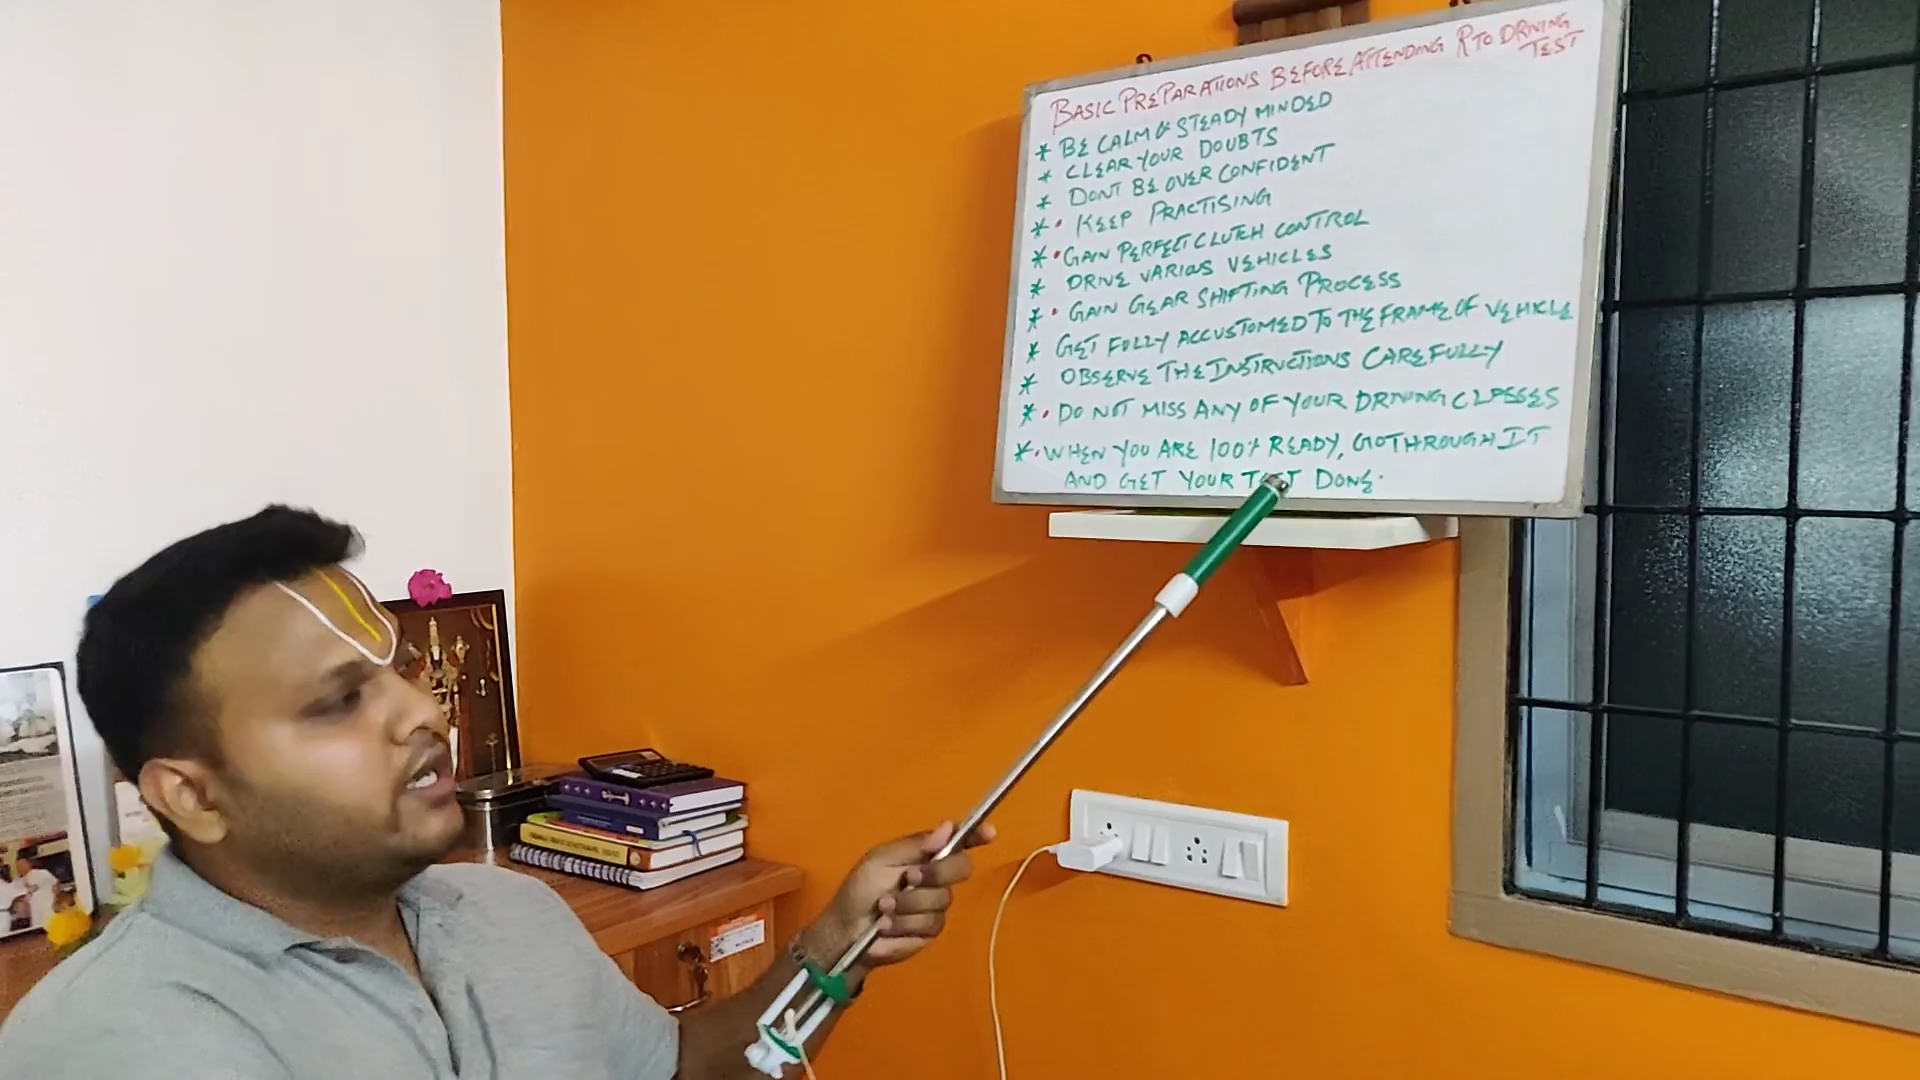 BASIC PREPARATIONS BEFORE ATTENDING RTO DRIVING
TEST
* BE CALM & STEADY MINDED
* CLEAR YOUR DOUBTS
* DONT BE OVER CONFIDENT
* • KEEP PRACTISING
* • GAIN PERFECT CLUTCH CONTROL
* DRIVE VARIOUS VEHICLES
* • GAIN GEAR SHIFTING PROCESS
* GET FULLY ACCUSTOMED TO THE FRAME OF VEHICLE
* OBSERVE THE INSTRUCTIONS CAREFULLY
* • DO NOT MISS ANY OF YOUR DRIVING CLASSES
* • WHEN YOU ARE 100% READY, GO THROUGH IT
AND GET YOUR TEST DONE.